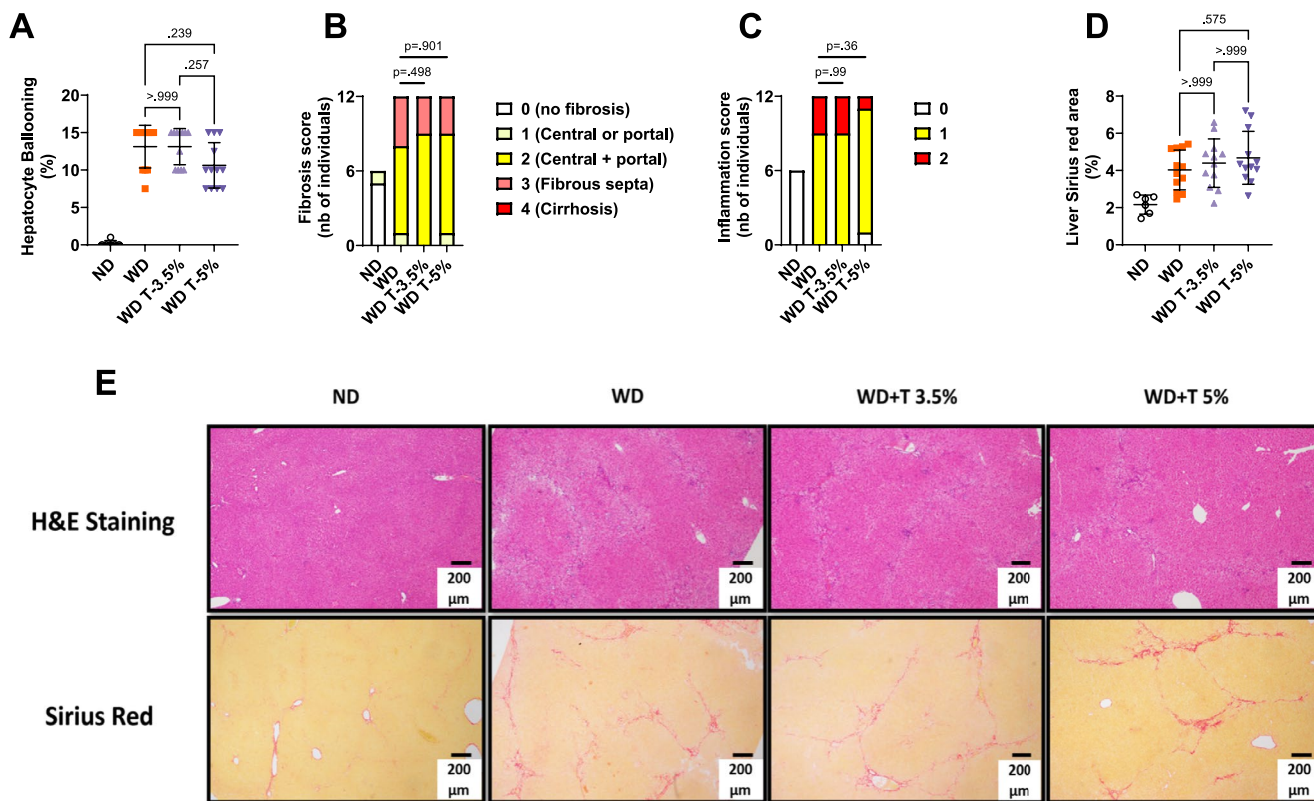 A
Hepatocyte Ballooning
(%)
20
15
10
5
0
.239
.257
>.999
ND
WD
WD T-3.5%
WD T-5%
B
Fibrosis score
(nb of individuals)
12
6
0
p=.901
p=.498
ND
WD
WD T-3.5%
WD T-5%
0 (no fibrosis)
1 (Central or portal)
2 (Central + portal)
3 (Fibrous septa)
4 (Cirrhosis)
C
Inflammation score
(nb of individuals)
12
6
0
p=.36
p=.99
ND
WD
WD T-3.5%
WD T-5%
0
1
2
D
Liver Sirius red area
(%)
8
6
4
2
0
.575
>.999
>.999
ND
WD
WD T-3.5%
WD T-5%
E
ND
WD
WD+T 3.5%
WD+T 5%
H&E Staining
200
µm
200
µm
200
µm
200
µm
Sirius Red
200
µm
200
µm
200
µm
200
µm